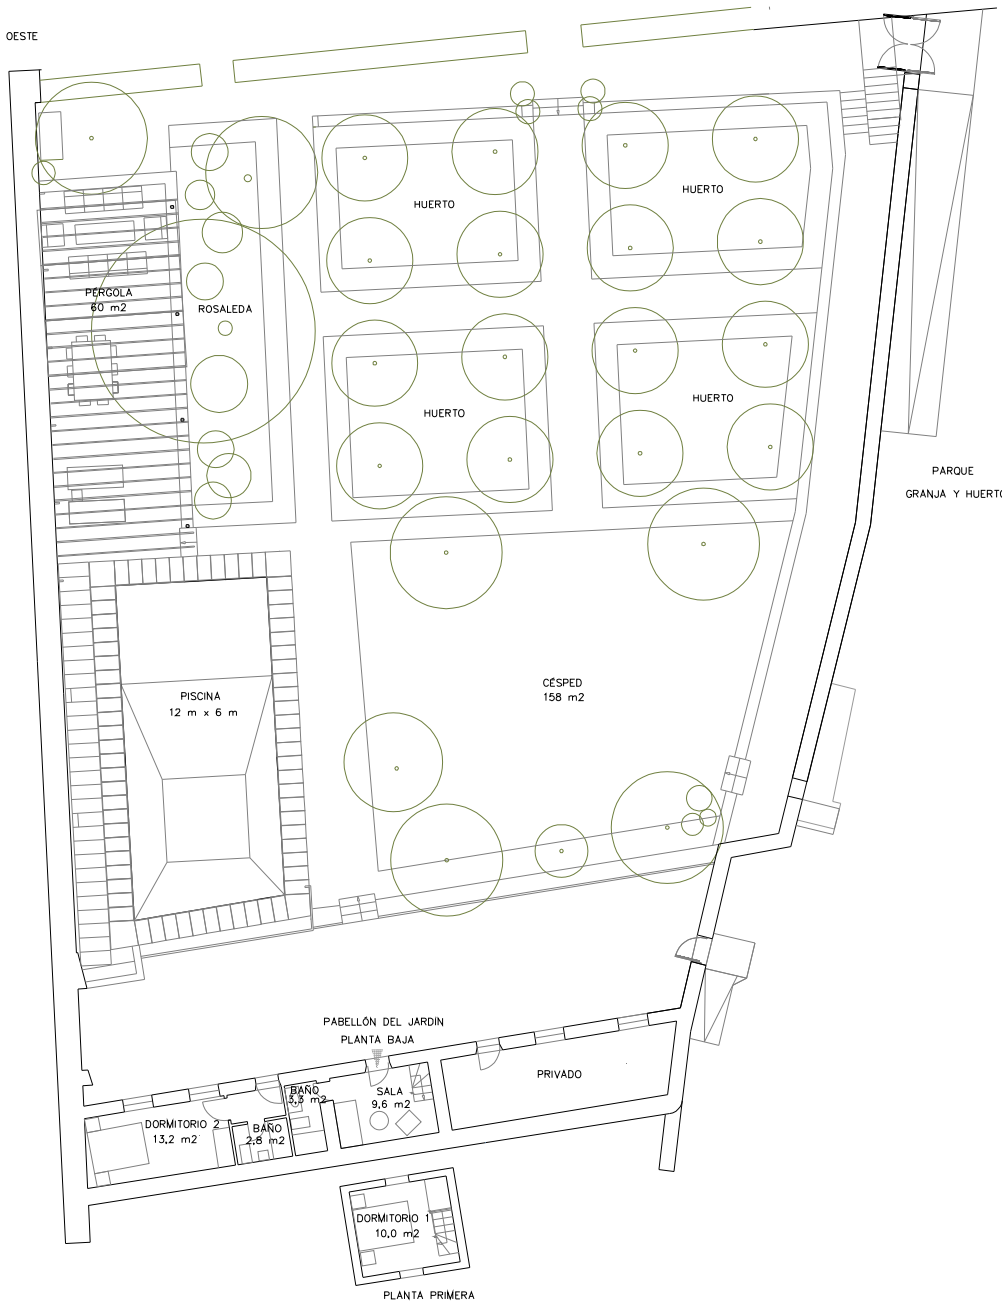 OESTE
HUERTO
HUERTO
PÉRGOLA
60 m2
ROSALEDA
HUERTO
HUERTO
PARQUE
GRANJA Y HUERTO
CÉSPED
158 m2
PISCINA
12 m x 6 m
PABELLÓN DEL JARDÍN
PLANTA BAJA
PRIVADO
BAÑO
3,3 m2
SALA
9,6 m2
DORMITORIO 2
13,2 m2
BAÑO
2,8 m2
DORMITORIO 1
10,0 m2
PLANTA PRIMERA